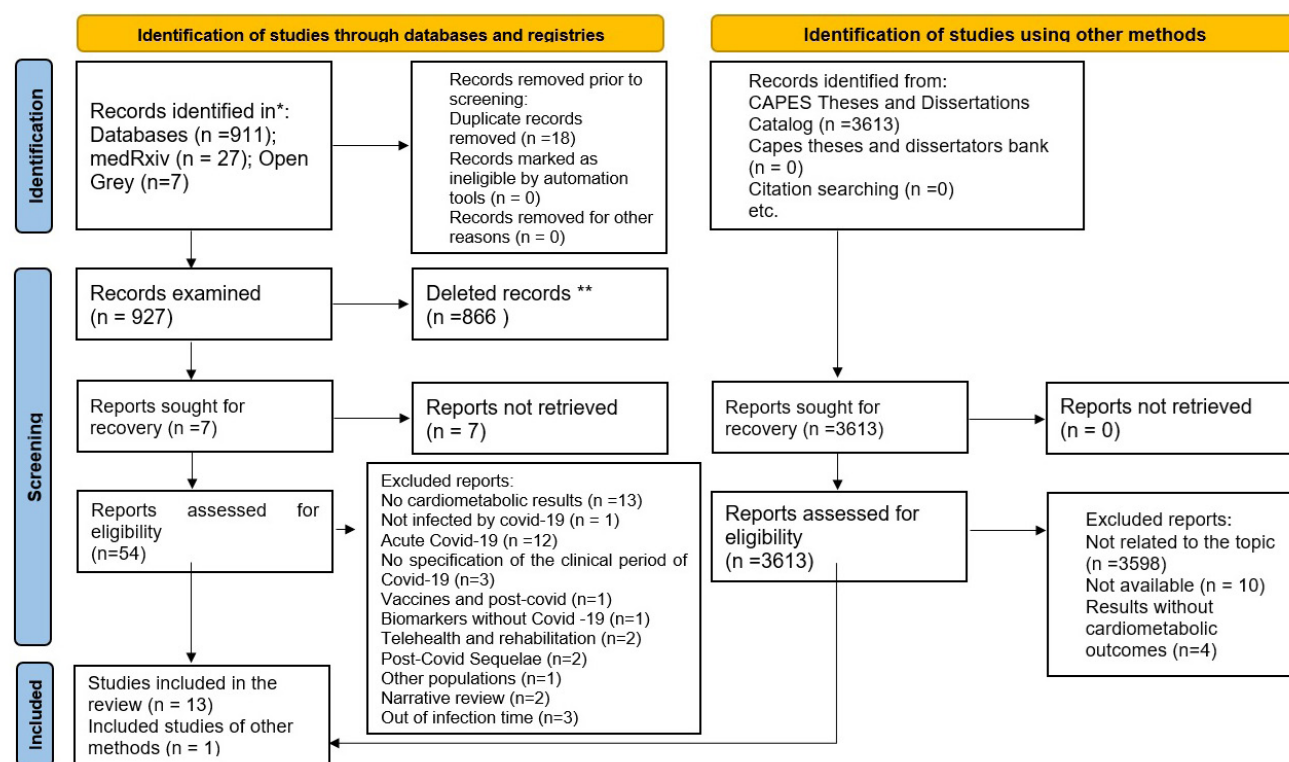 Identification of studies through databases and registries
Identification of studies using other methods
Identification
Records identified in*:
Databases (n =911);
medRxiv (n = 27); Open
Grey (n=7)
Records removed prior to
screening:
Duplicate records
removed (n =18)
Records marked as
ineligible by automation
tools (n = 0)
Records removed for other
reasons (n = 0)
Records identified from:
CAPES Theses and Dissertations
Catalog (n =3613)
Capes theses and dissertators bank
(n = 0)
Citation searching (n =0)
etc.
Screening
Records examined
(n = 927)
Deleted records **
(n =866 )
Reports sought for
recovery (n =7)
Reports not retrieved
(n = 7)
Reports sought for
recovery (n =3613)
Reports not retrieved
(n = 0)
Reports assessed for
eligibility
(n=54)
Excluded reports:
No cardiometabolic results (n =13)
Not infected by covid-19 (n = 1)
Acute Covid-19 (n =12)
No specification of the clinical period of
Covid-19 (n=3)
Vaccines and post-covid (n=1)
Biomarkers without Covid -19 (n=1)
Telehealth and rehabilitation (n=2)
Post-Covid Sequelae (n=2)
Other populations (n=1)
Narrative review (n=2)
Out of infection time (n=3)
Reports assessed for
eligibility
(n =3613)
Excluded reports:
Not related to the topic
(n =3598)
Not available (n = 10)
Results without
cardiometabolic
outcomes (n=4)
Included
Studies included in the
review (n = 13)
Included studies of other
methods (n = 1)